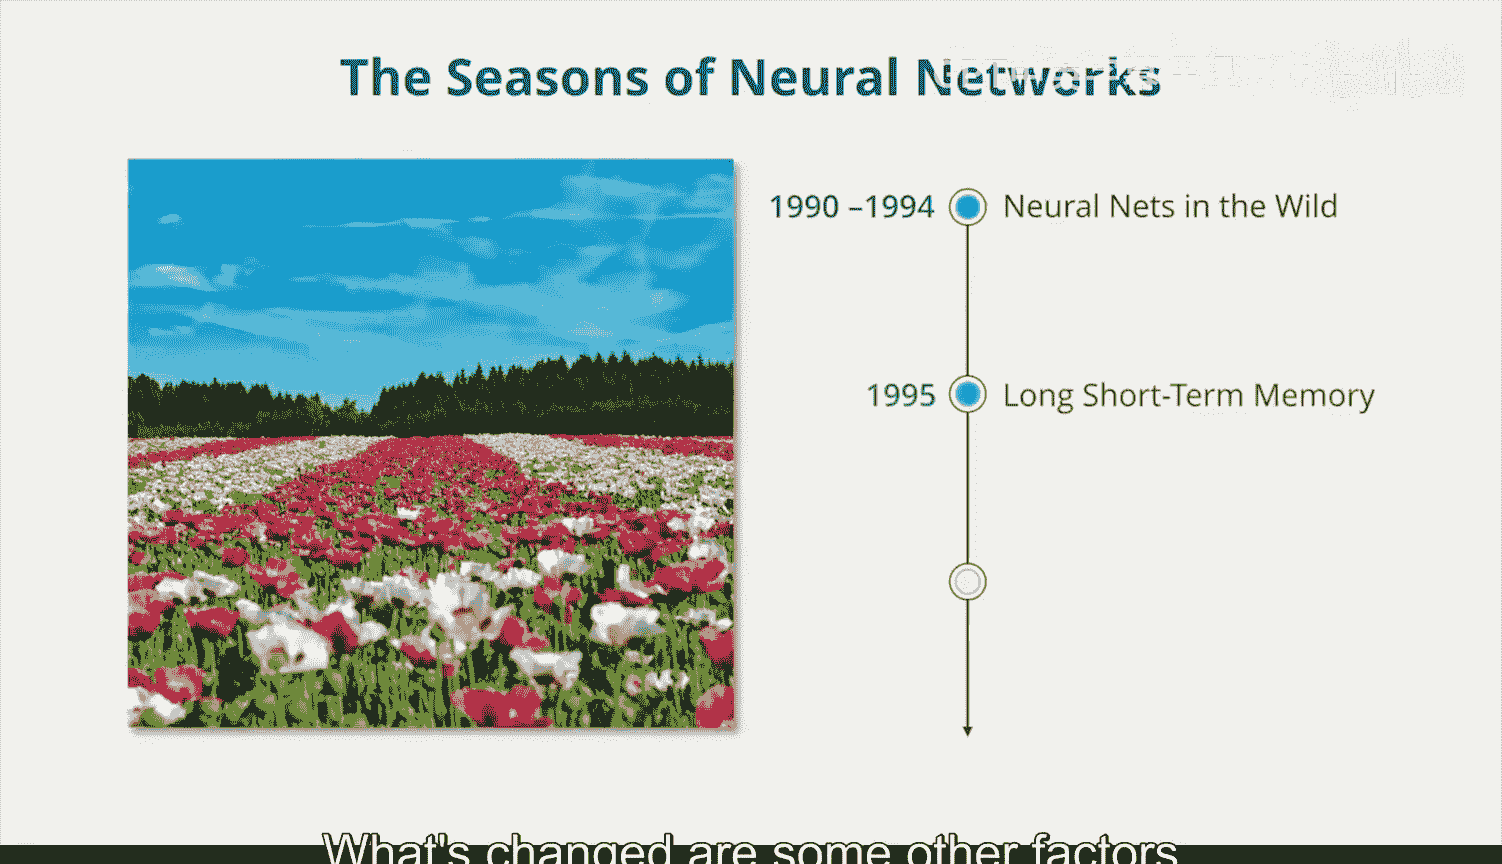 The Seasons of Neural Networks
1990 –1994 Neural Nets in the Wild
1995 Long Short-Term Memory
What's changed are some other factors